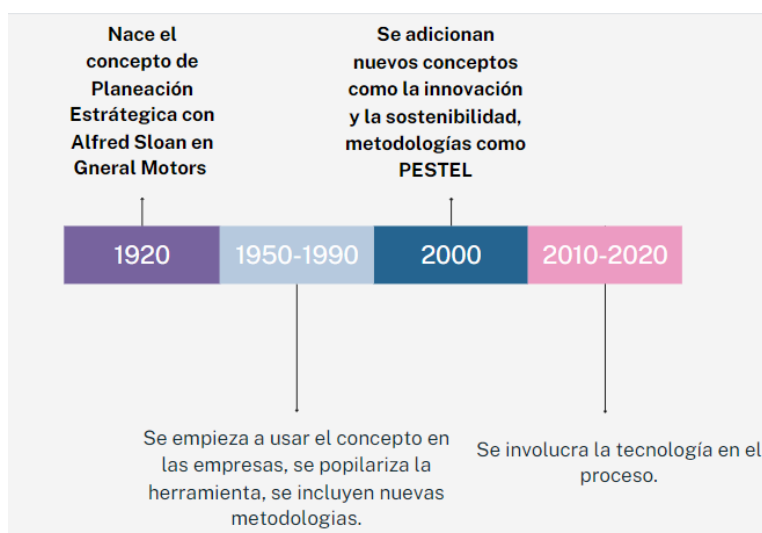 Nace el
concepto de
Planeación
Estrátegica con
Alfred Sloan en
Gneral Motors
Se adicionan
nuevos conceptos
como la innovación
y la sostenibilidad,
metodologías como
PESTEL
1920
1950-1990
2000
2010-2020
Se empieza a usar el concepto en
las empresas, se popilariza la
herramienta, se incluyen nuevas
metodologias.
Se involucra la tecnología en el
proceso.